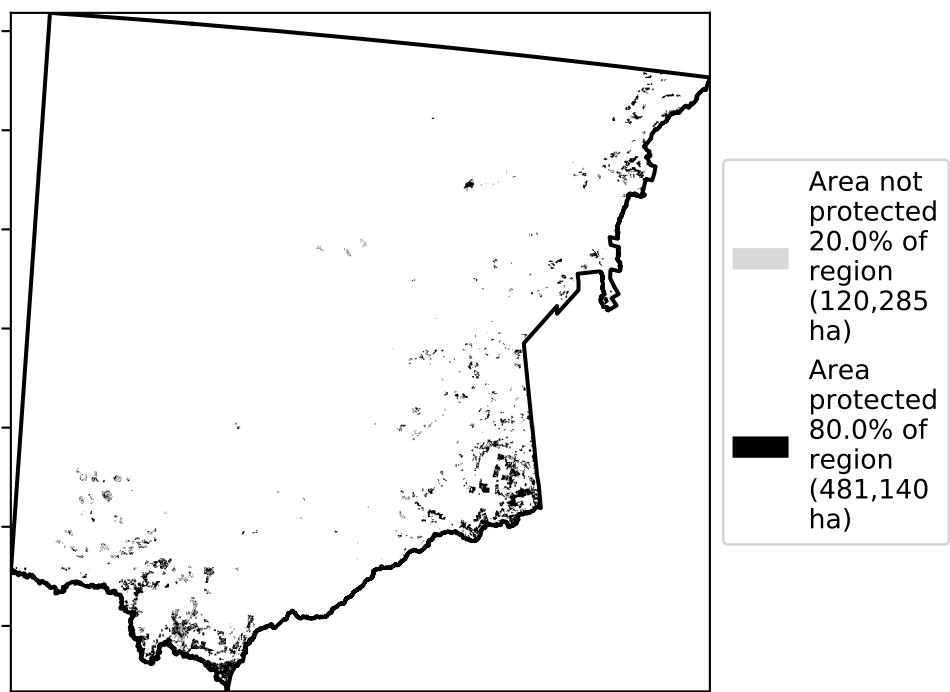 Area not
protected
20.0% of
region
(120,285
ha)
Area
protected
80.0% of
region
(481,140
ha)